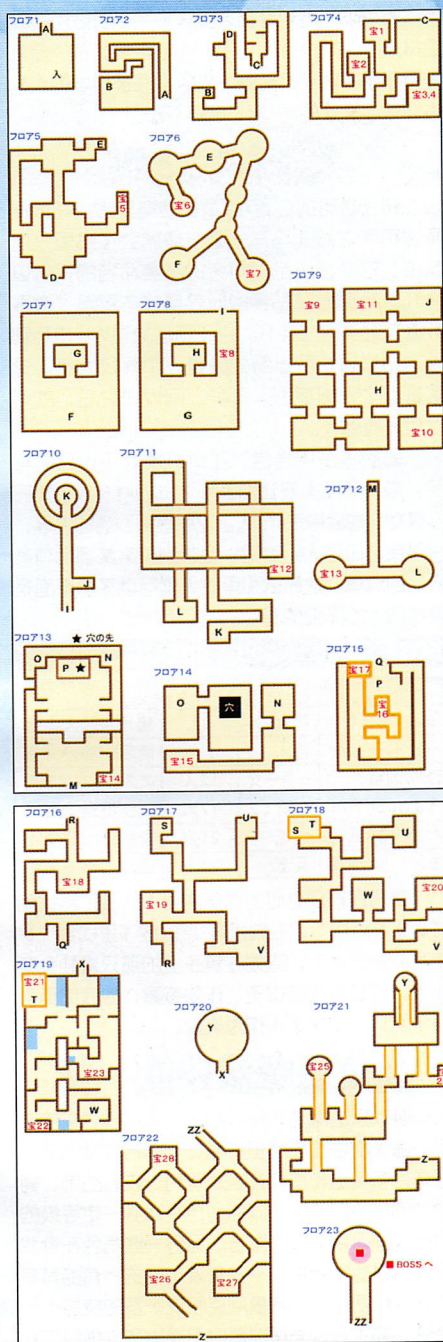 フロア1
A
入
フロア2
B
A
フロア3
D
C
B
フロア4
C
宝1
宝2
宝3,4
フロア5
E
宝5
D
フロア6
E
宝6
F
宝7
フロア7
G
F
フロア8
I
H
宝8
G
フロア9
宝9
宝11
J
H
宝10
フロア10
K
J
I
フロア11
宝12
L
K
フロア12
M
宝13
L
フロア13
★穴の先
O
P★
N
宝14
M
フロア14
O
穴
N
宝15
フロア15
Q
宝17
P
宝16
フロア16
R
宝18
Q
フロア17
S
U
宝19
R
V
フロア18
S
T
U
W
宝20
V
フロア19
X
宝21
T
宝23
W
宝22
フロア20
Y
X
フロア21
Y
宝25
Z
フロア22
ZZ
宝28
宝26
宝27
Z
フロア23
■BOSSへ
ZZ